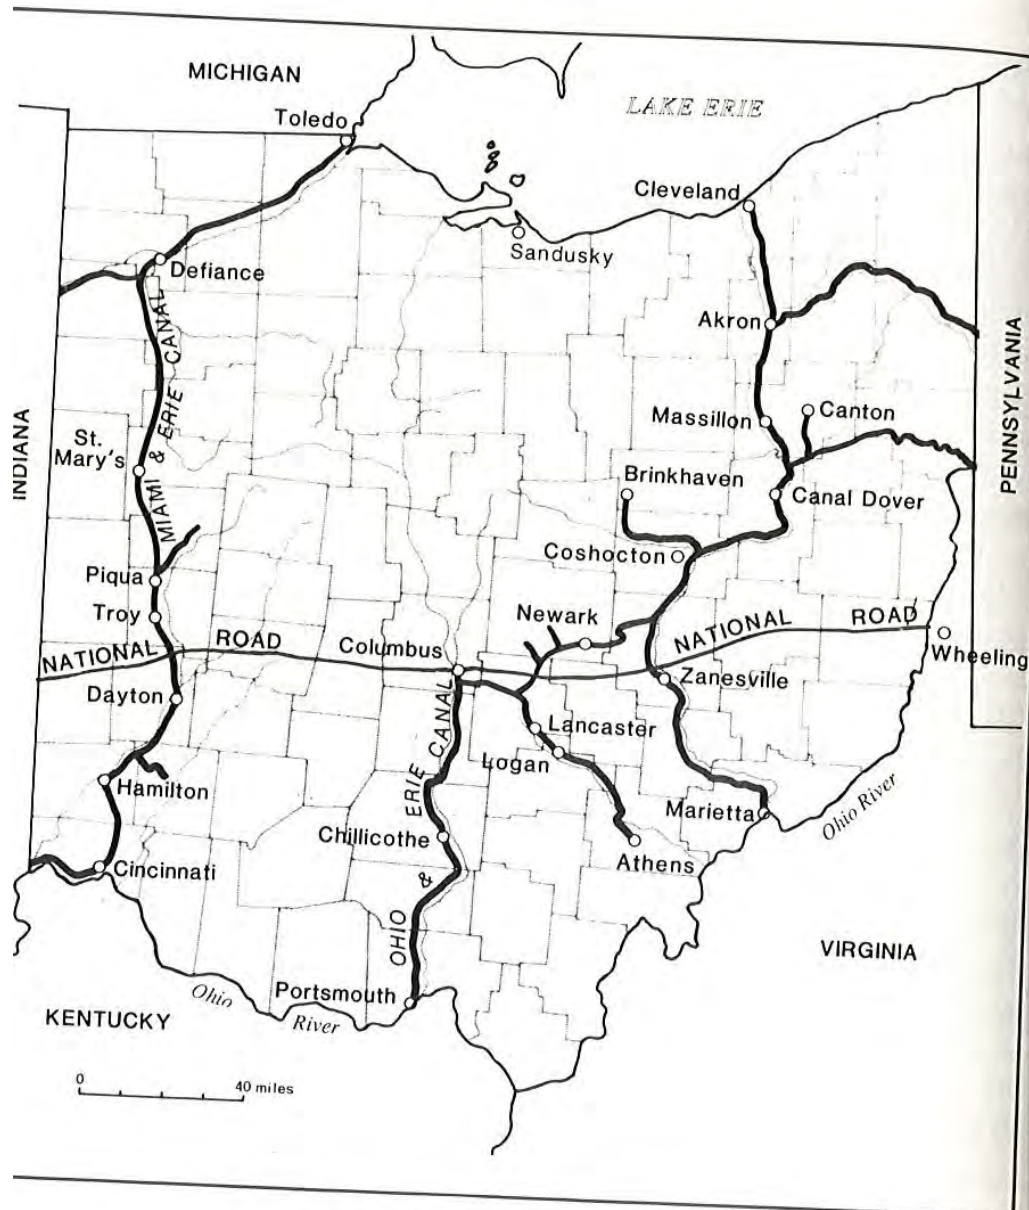 MICHIGAN
LAKE ERIE
Toledo
Cleveland
Sandusky
Defiance
Akron
PENNSYLVANIA
MIAMI & ERIE CANAL
Massillon
Canton
INDIANA
St.
Mary's
Brinkhaven
Canal Dover
Coshocton
Piqua
Troy
Newark
NATIONAL ROAD
Columbus
NATIONAL ROAD
Wheeling
Zanesville
Dayton
Lancaster
Logan
OHIO & ERIE CANAL
Hamilton
Marietta
Ohio River
Chillicothe
Athens
Cincinnati
VIRGINIA
Portsmouth
Ohio River
KENTUCKY
0 40 miles